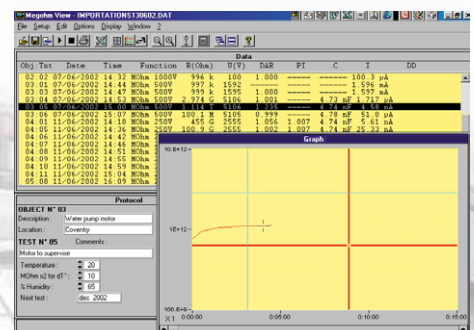 Megohm View - IMPORTATIONS130602.DAT
File Setup Edit Options Display Window ?
Data
Obj:Tst Date Time Function R(Ohm) U(V) DAR PI C I DD
02:02 07/06/2002 14:32 MOhm 1000V 996 k 100 1.000 ----- ----- 100.3 µA
03:01 07/06/2002 14:44 MOhm 500V 997 k 1592 ----- ----- ----- 1.596 mA
03:02 07/06/2002 14:47 MOhm 500V 999 k 1595 1.000 ----- ----- 1.597 mA
03:04 07/06/2002 14:53 MOhm 500V 2.974 G 5106 1.001 ----- 4.73 nF 1.717 µA
03:05 07/06/2002 15:00 MOhm 500V 1.114 T 5106 1.235 ----- 4.74 nF 4.58 nA
03:06 07/06/2002 15:07 MOhm 500V 100.1 M 5105 0.999 ----- 4.78 nF 51.0 µA
04:01 11/06/2002 14:18 MOhm 250V 455 G 2555 1.056 1.007 4.74 nF 5.61 nA
04:05 11/06/2002 14:36 MOhm 250V 100.9 G 2555 1.002 1.007 4.74 nF 25.33 nA
04:06 11/06/2002 14:42 MOhm
04:07 11/06/2002 14:46 MOhm
04:08 11/06/2002 14:51 MOhm
04:09 11/06/2002 14:55 MOhm
04:10 11/06/2002 14:59 MOhm
04:11 11/06/2002 15:04 MOhm
05:08 11/06/2002 16:09 MOhm
Graph
10.0E+12
1E+12
100.0E+9
X1 0:00:00 0:05:00 0:10:00 0:15:00
Protocol
OBJECT N° 03
Description : Water pump motor
Location : Coventry
TEST N° 05 Comments :
Motor to supervise
Temperature : 20
MOhm x2 for dT° : 10
% Humidity : 65
Next test : dec 2002